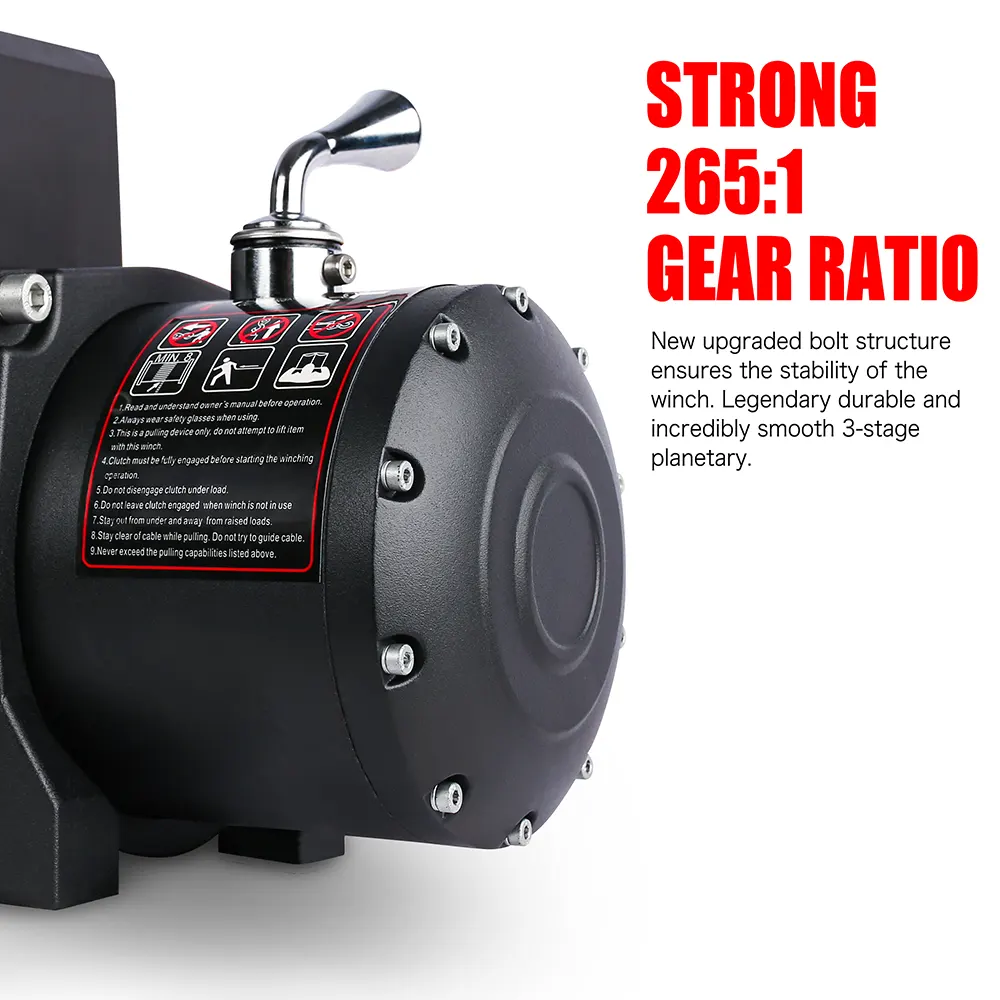 STRONG
265:1
GEAR RATIO
New upgraded bolt structure
ensures the stability of the
winch. Legendary durable and
incredibly smooth 3-stage
planetary.
MIN. 8
1.Read and understand owner's manual before operation.
2.Always wear safety glasses when using.
3.This is a pulling device only, do not attempt to lift item
with this winch.
4.Clutch must be fully engaged before starting the winching
operation.
5.Do not disengage clutch under load.
6.Do not leave clutch engaged when winch is not in use
7.Stay out from under and away from raised loads.
8.Stay clear of cable while pulling. Do not try to guide cable.
9.Never exceed the pulling capabilities listed above.